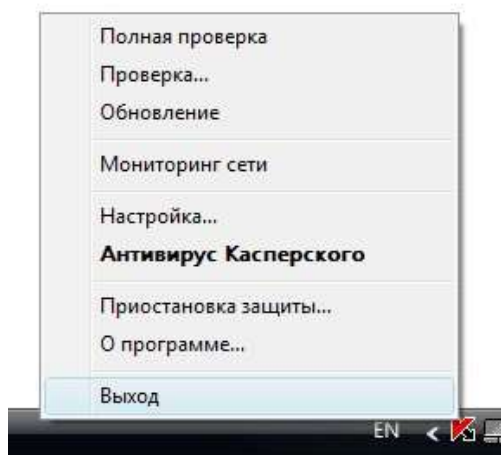 Полная проверка
Проверка...
Обновление
Мониторинг сети
Настройка...
Антивирус Касперского
Приостановка защиты...
О программе...
Выход
EN <